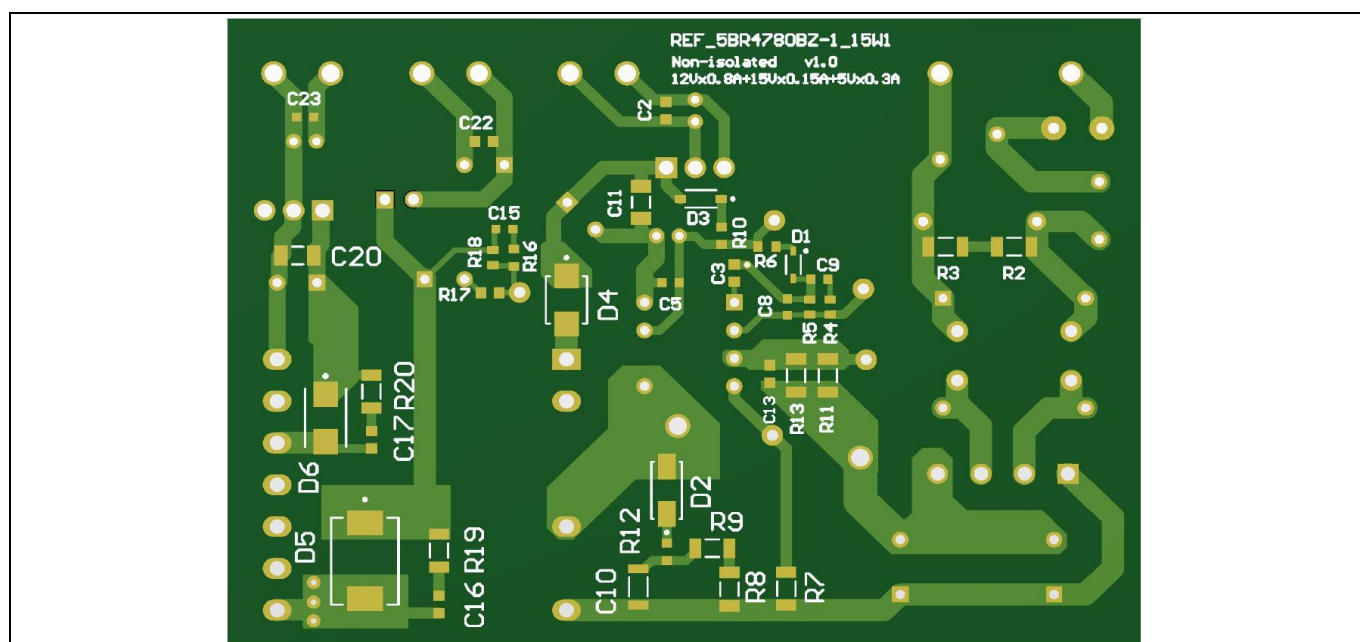 REF_5BR4780BZ-1_15W1
Non-isolated v1.0
12Vx0.8A+15Vx0.15A+5Vx0.3A
C23
C22
C2
C11
D3
R10
C15
R18
R16
R17
C20
D4
C5
C3
R6
D1
C9
C8
R5
R4
R3
R2
R20
C17
D6
C13
R13
R11
D5
R19
C16
D2
R12
R9
C10
R8
R7